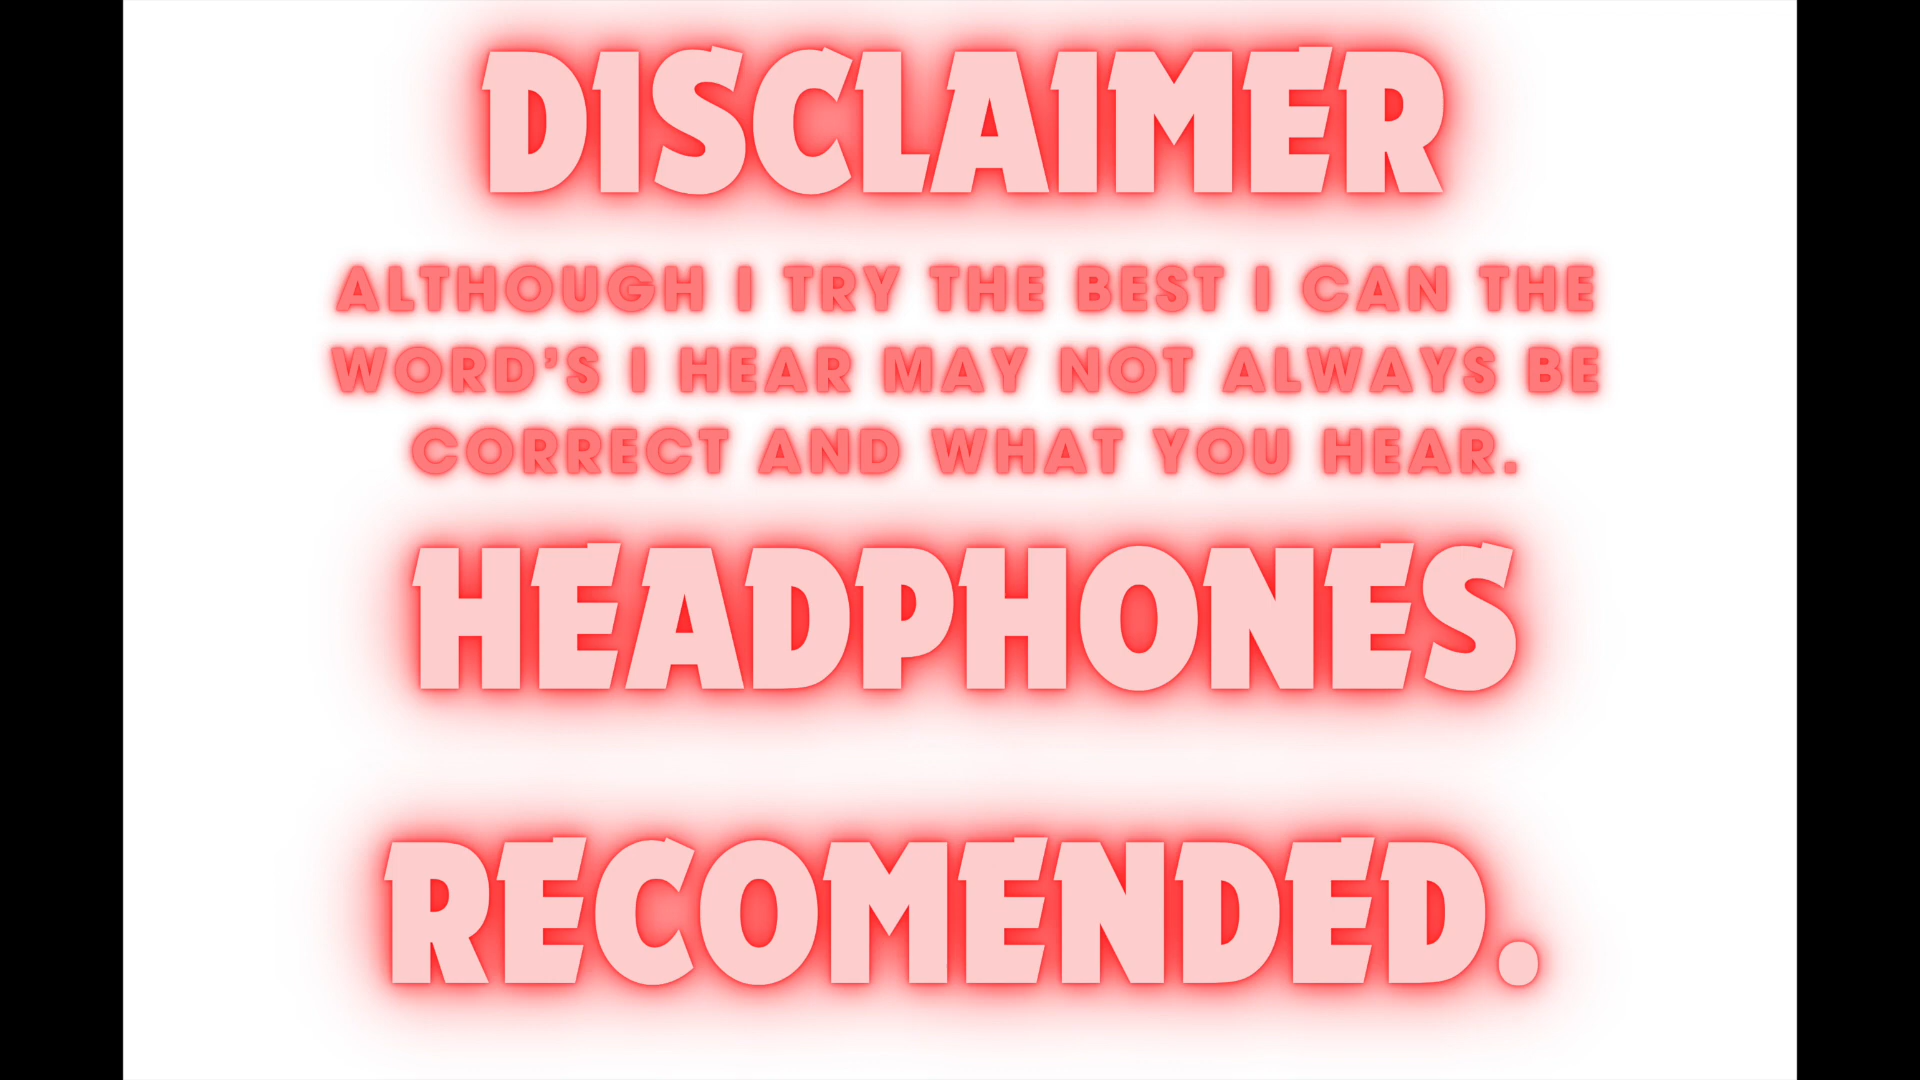 DISCLAIMER
ALTHOUGH I TRY THE BEST I CAN THE
WORD'S I HEAR MAY NOT ALWAYS BE
CORRECT AND WHAT YOU HEAR.
HEADPHONES
RECOMENDED.